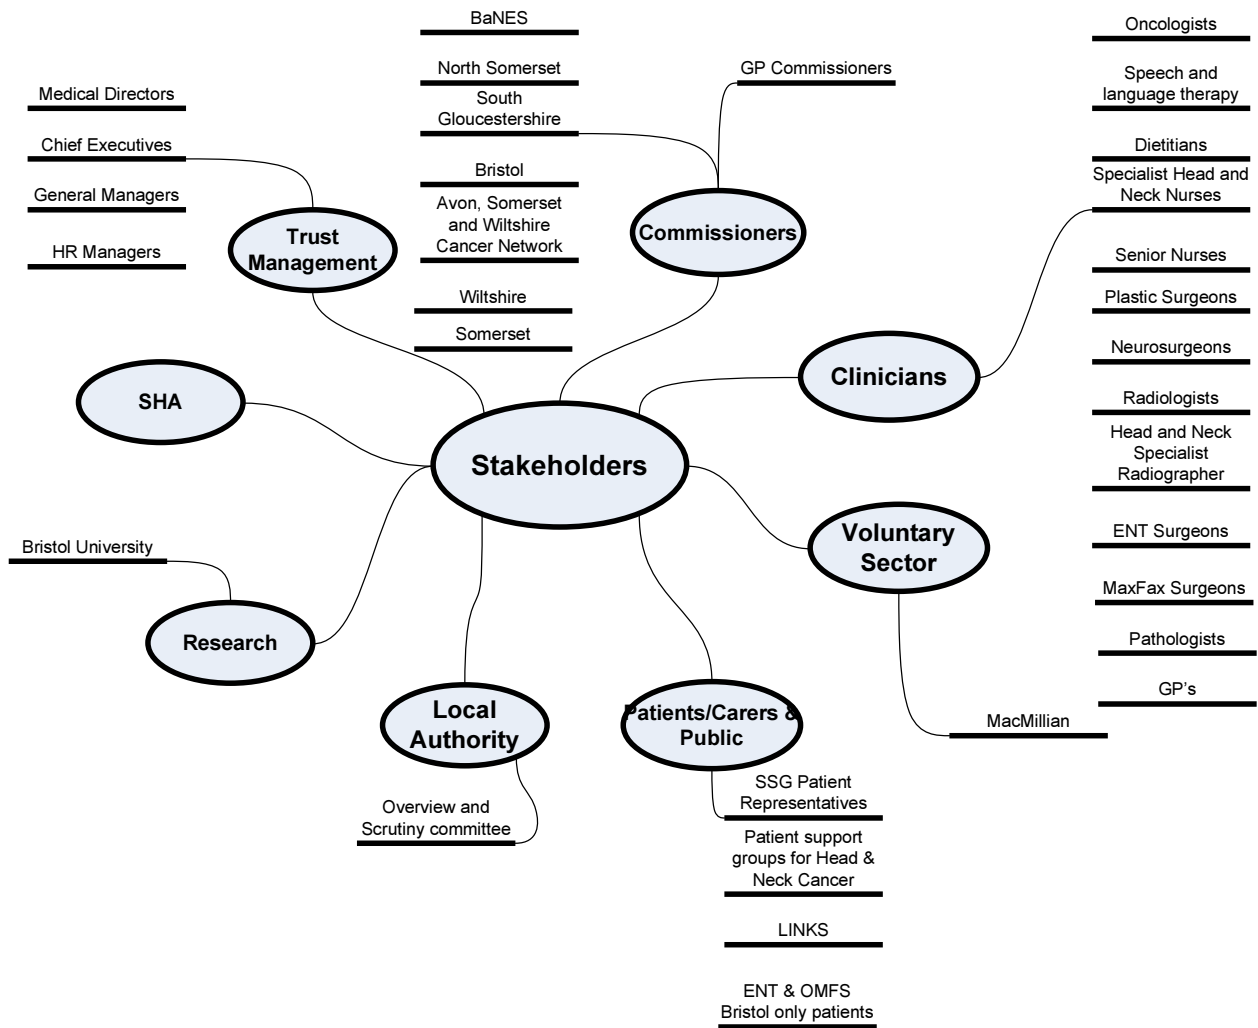 BaNES
North Somerset
South
Gloucestershire
Bristol
Avon, Somerset
and Wiltshire
Cancer Network
Wiltshire
Somerset
GP Commissioners
Commissioners
Medical Directors
Chief Executives
General Managers
HR Managers
Trust
Management
Oncologists
Speech and
language therapy
Dietitians
Specialist Head and
Neck Nurses
Senior Nurses
Plastic Surgeons
Neurosurgeons
Radiologists
Head and Neck
Specialist
Radiographer
ENT Surgeons
MaxFax Surgeons
Pathologists
GP's
Clinicians
SHA
Stakeholders
Voluntary
Sector
MacMillian
Bristol University
Research
Local
Authority
Overview and
Scrutiny committee
Patients/Carers &
Public
SSG Patient
Representatives
Patient support
groups for Head &
Neck Cancer
LINKS
ENT & OMFS
Bristol only patients